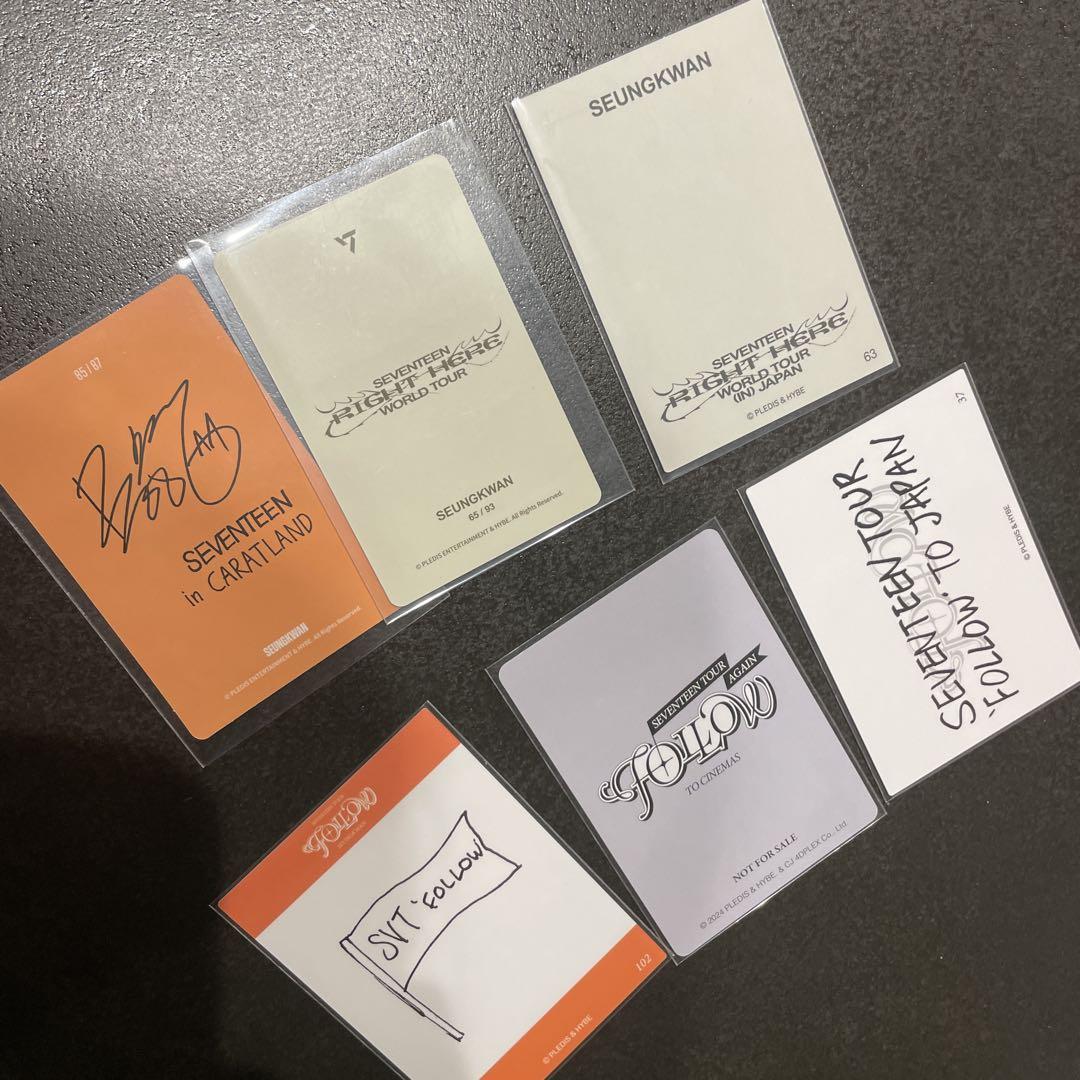 85 / 87
SEVENTEEN
in CARATLAND
SEUNGKWAN
© PLEDIS ENTERTAINMENT & HYBE. All Rights Reserved.
SEVENTEEN
RIGHT HERE
WORLD TOUR
SEUNGKWAN
65 / 93
© PLEDIS ENTERTAINMENT & HYBE. All Rights Reserved.
SEUNGKWAN
SEVENTEEN
RIGHT HERE
WORLD TOUR
(IN) JAPAN
© PLEDIS & HYBE
63
FOLLOW
SVT 'FOLLOW'
102
© PLEDIS & HYBE
SEVENTEEN TOUR
FOLLOW
AGAIN
TO CINEMAS
NOT FOR SALE
© 2024 PLEDIS & HYBE. & CJ 4DPLEX Co., Ltd.
37
SEVENTEEN TOUR
'FOLLOW' TO JAPAN
© PLEDIS & HYBE